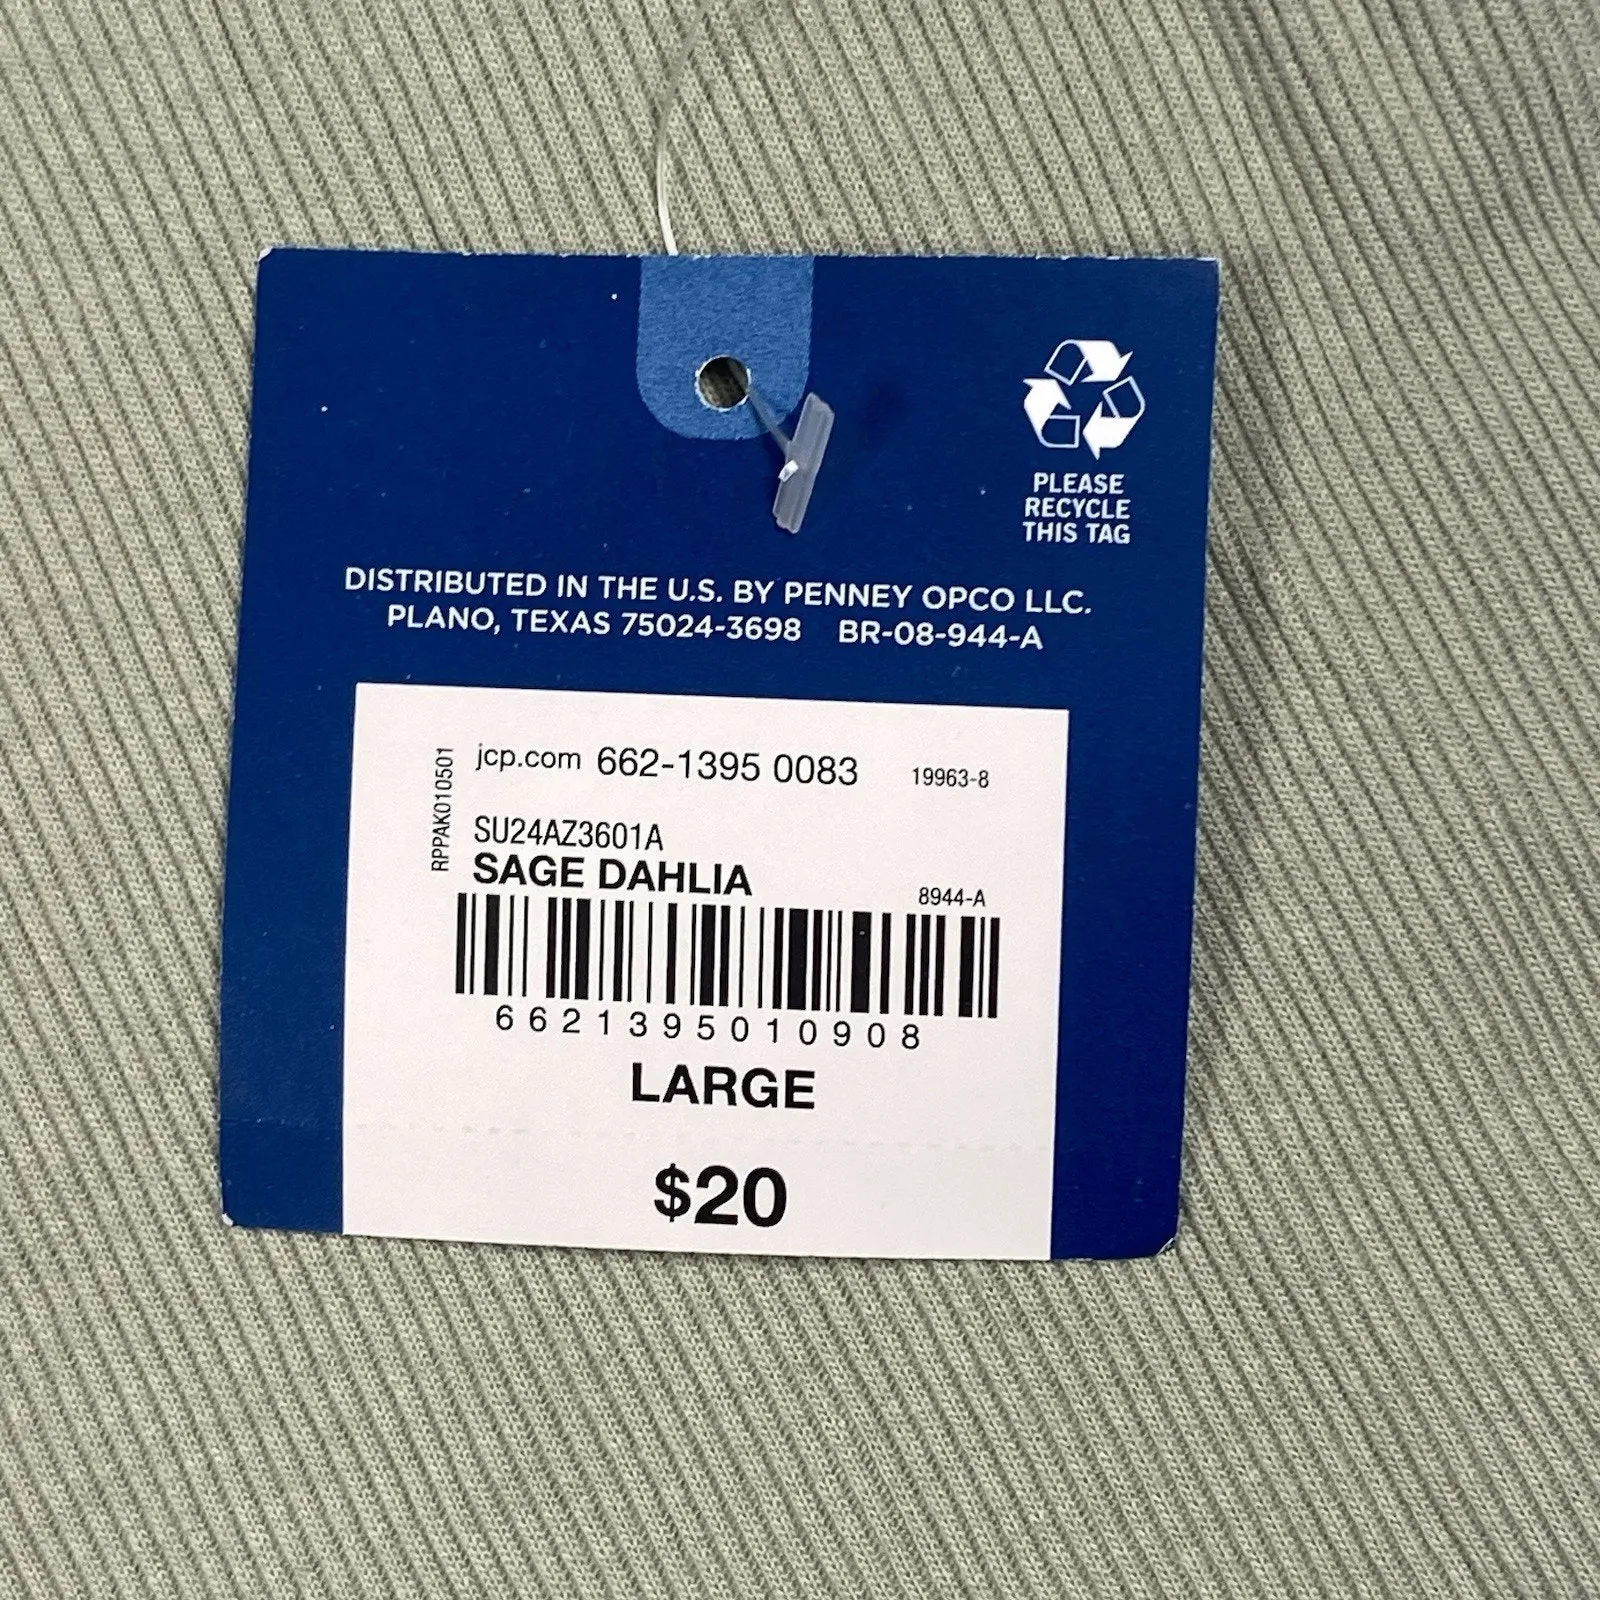 PLEASE
RECYCLE
THIS TAG
DISTRIBUTED IN THE U.S. BY PENNEY OPCO LLC.
PLANO, TEXAS 75024-3698 BR-08-944-A
RPPAK010501
jcp.com 662-1395 0083 19963-8
SU24AZ3601A
SAGE DAHLIA
8944-A
6621395010908
LARGE
$20